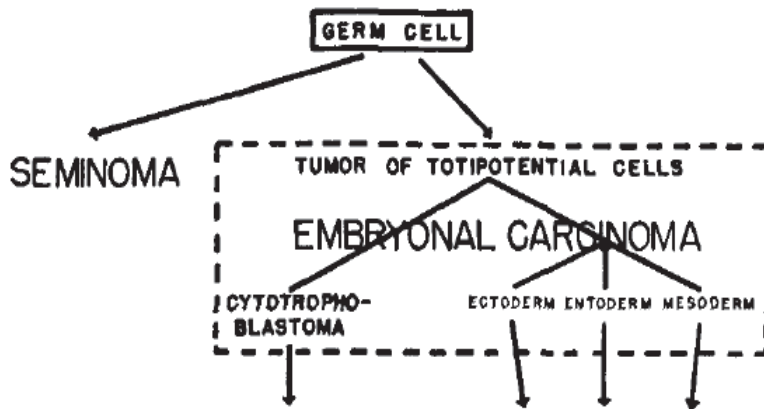 GERM CELL
SEMINOMA
TUMOR OF TOTIPOTENTIAL CELLS
EMBRYONAL CARCINOMA
CYTOTROPHO-
BLASTOMA
ECTODERM ENTODERM MESODERM